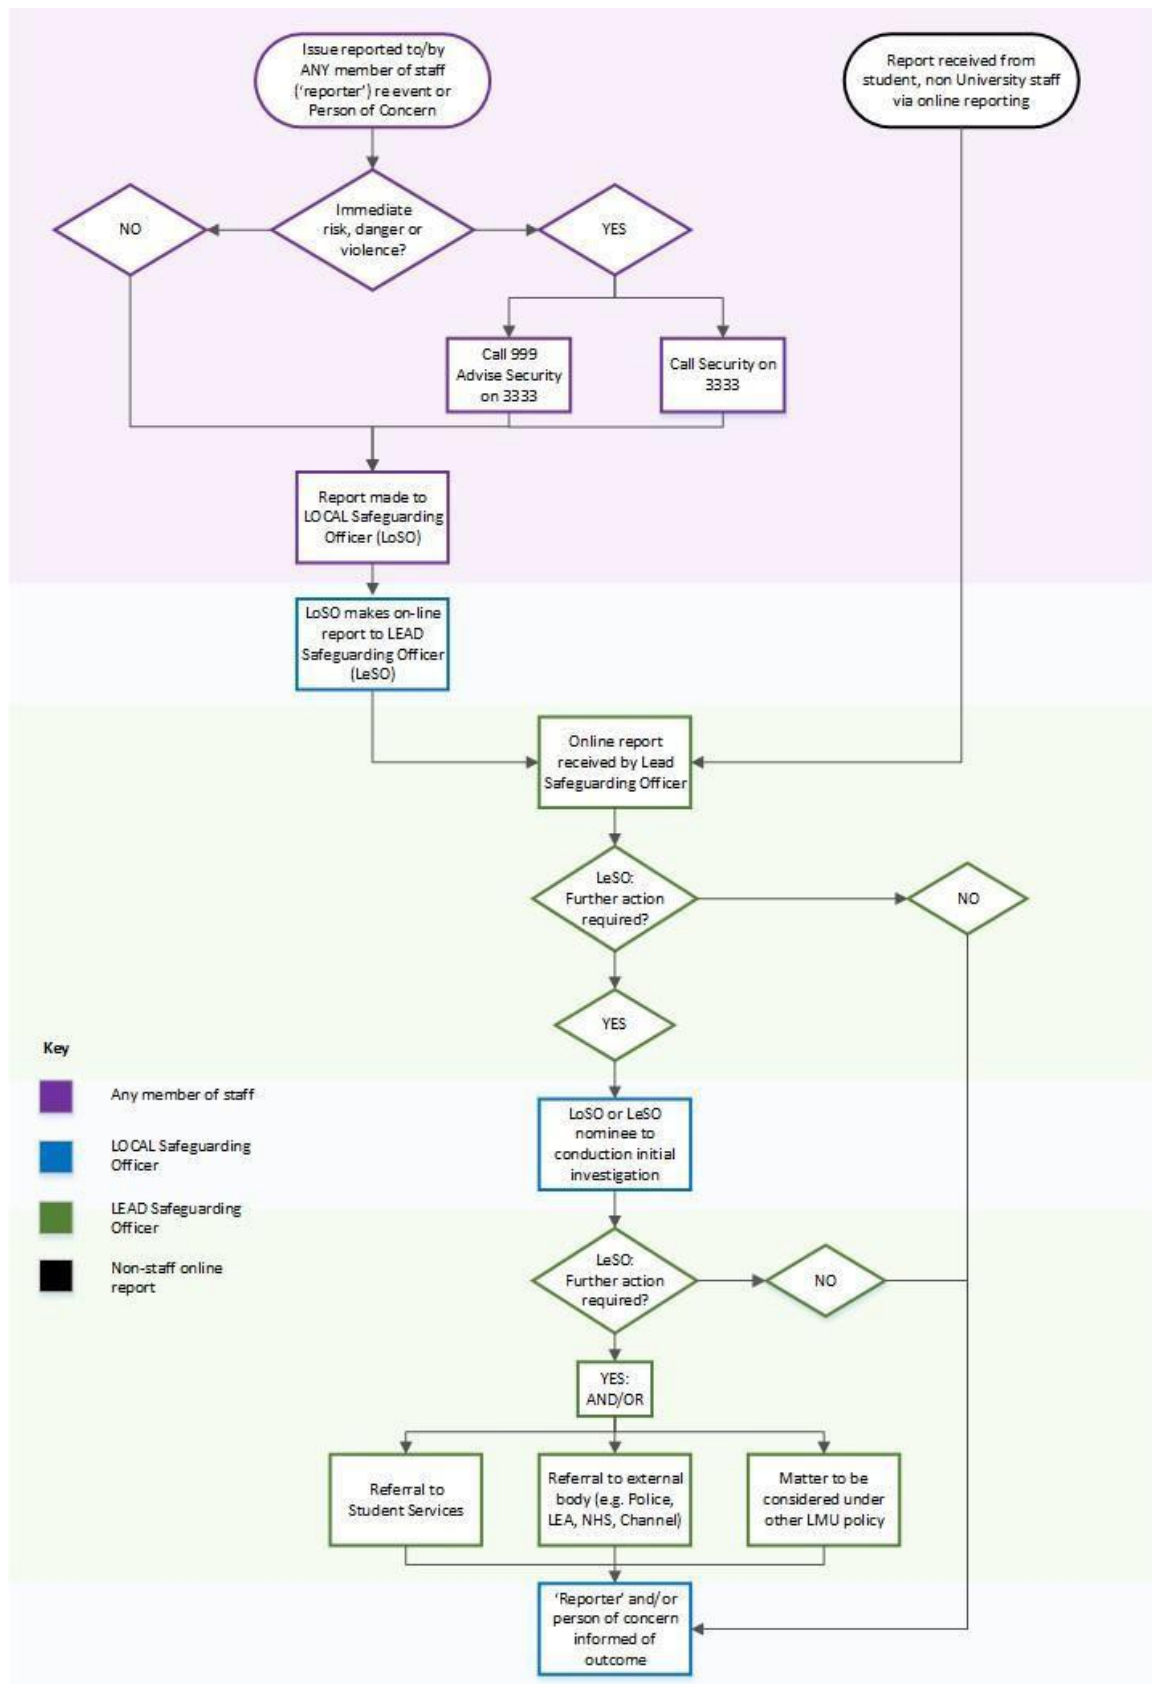 Issue reported to/by
ANY member of staff
(‘reporter’) re event or
Person of Concern
Report received from
student, non University staff
via online reporting
NO
Immediate
risk, danger or
violence?
YES
Call 999
Advise Security
on 3333
Call Security on
3333
Report made to
LOCAL Safeguarding
Officer (LoSO)
LoSO makes on-line
report to LEAD
Safeguarding Officer
(LeSO)
Online report
received by Lead
Safeguarding Officer
LeSO:
Further action
required?
NO
YES
Key
Any member of staff
LOCAL Safeguarding
Officer
LEAD Safeguarding
Officer
Non-staff online
report
LoSO or LeSO
nominee to
conduction initial
investigation
LeSO:
Further action
required?
NO
YES:
AND/OR
Referral to
Student Services
Referral to external
body (e.g. Police,
LEA, NHS, Channel)
Matter to be
considered under
other LMU policy
‘Reporter’ and/or
person of concern
informed of
outcome